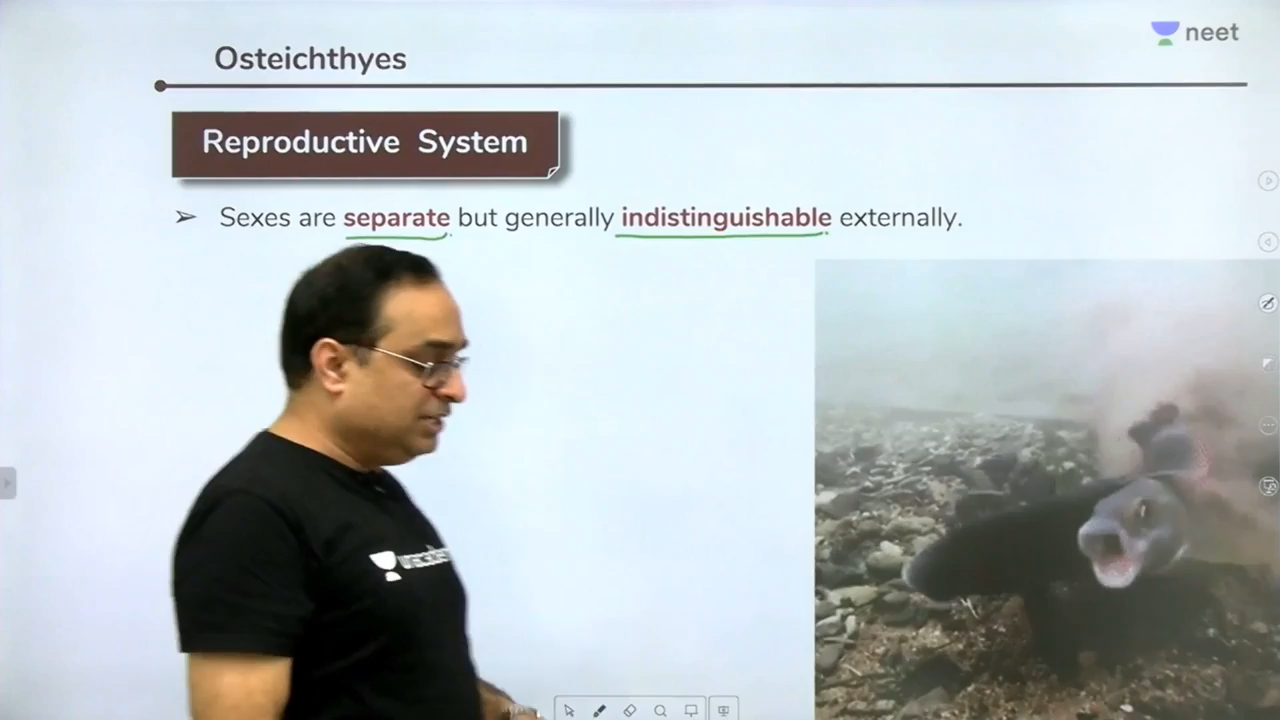 neet
Osteichthyes
Reproductive System
➢ Sexes are separate but generally indistinguishable externally.